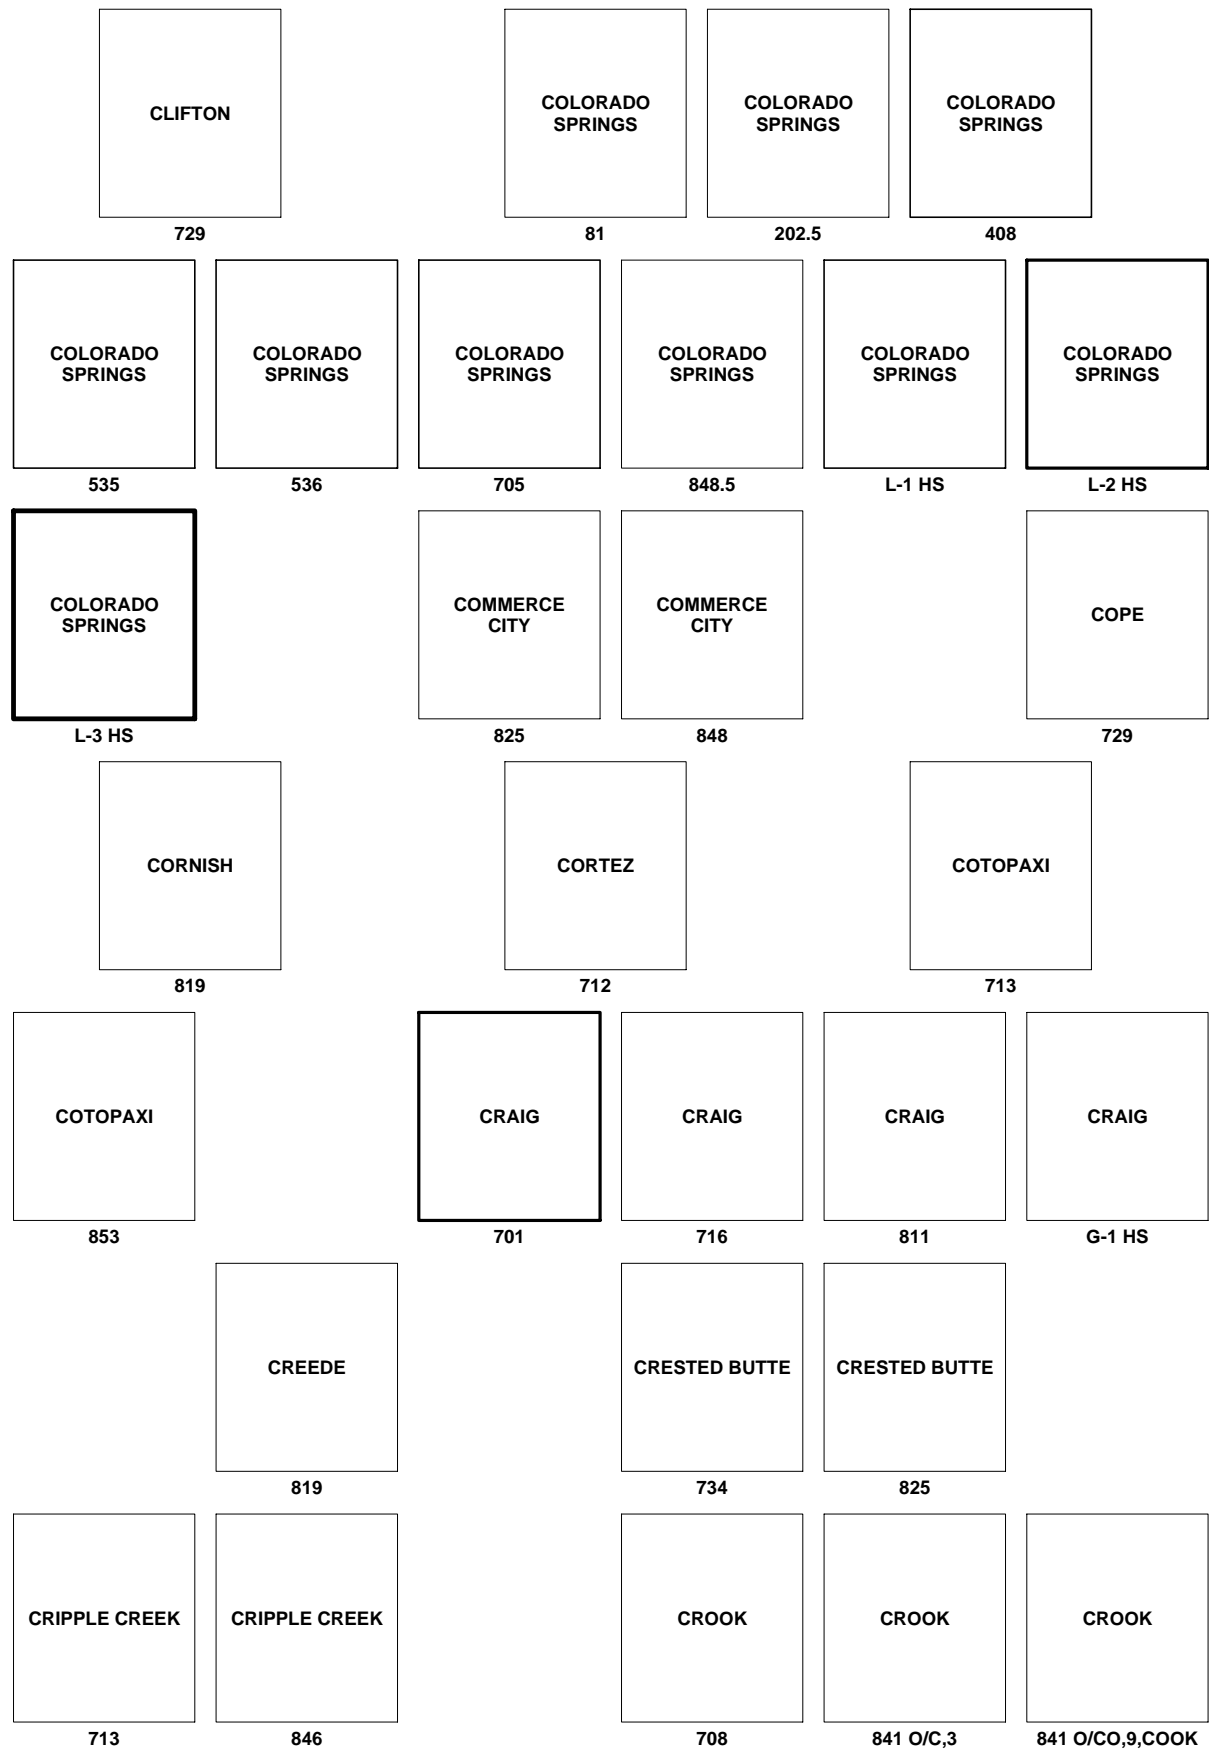 CLIFTON
COLORADO
SPRINGS
COLORADO
SPRINGS
COLORADO
SPRINGS
729
81
202.5
408
COLORADO
SPRINGS
COLORADO
SPRINGS
COLORADO
SPRINGS
COLORADO
SPRINGS
COLORADO
SPRINGS
COLORADO
SPRINGS
535
536
705
848.5
L-1 HS
L-2 HS
COLORADO
SPRINGS
COMMERCE
CITY
COMMERCE
CITY
COPE
L-3 HS
825
848
729
CORNISH
CORTEZ
COTOPAXI
819
712
713
COTOPAXI
CRAIG
CRAIG
CRAIG
CRAIG
853
701
716
811
G-1 HS
CREEDE
CRESTED BUTTE
CRESTED BUTTE
819
734
825
CRIPPLE CREEK
CRIPPLE CREEK
CROOK
CROOK
CROOK
713
846
708
841 O/C,3
841 O/CO,9,COOK